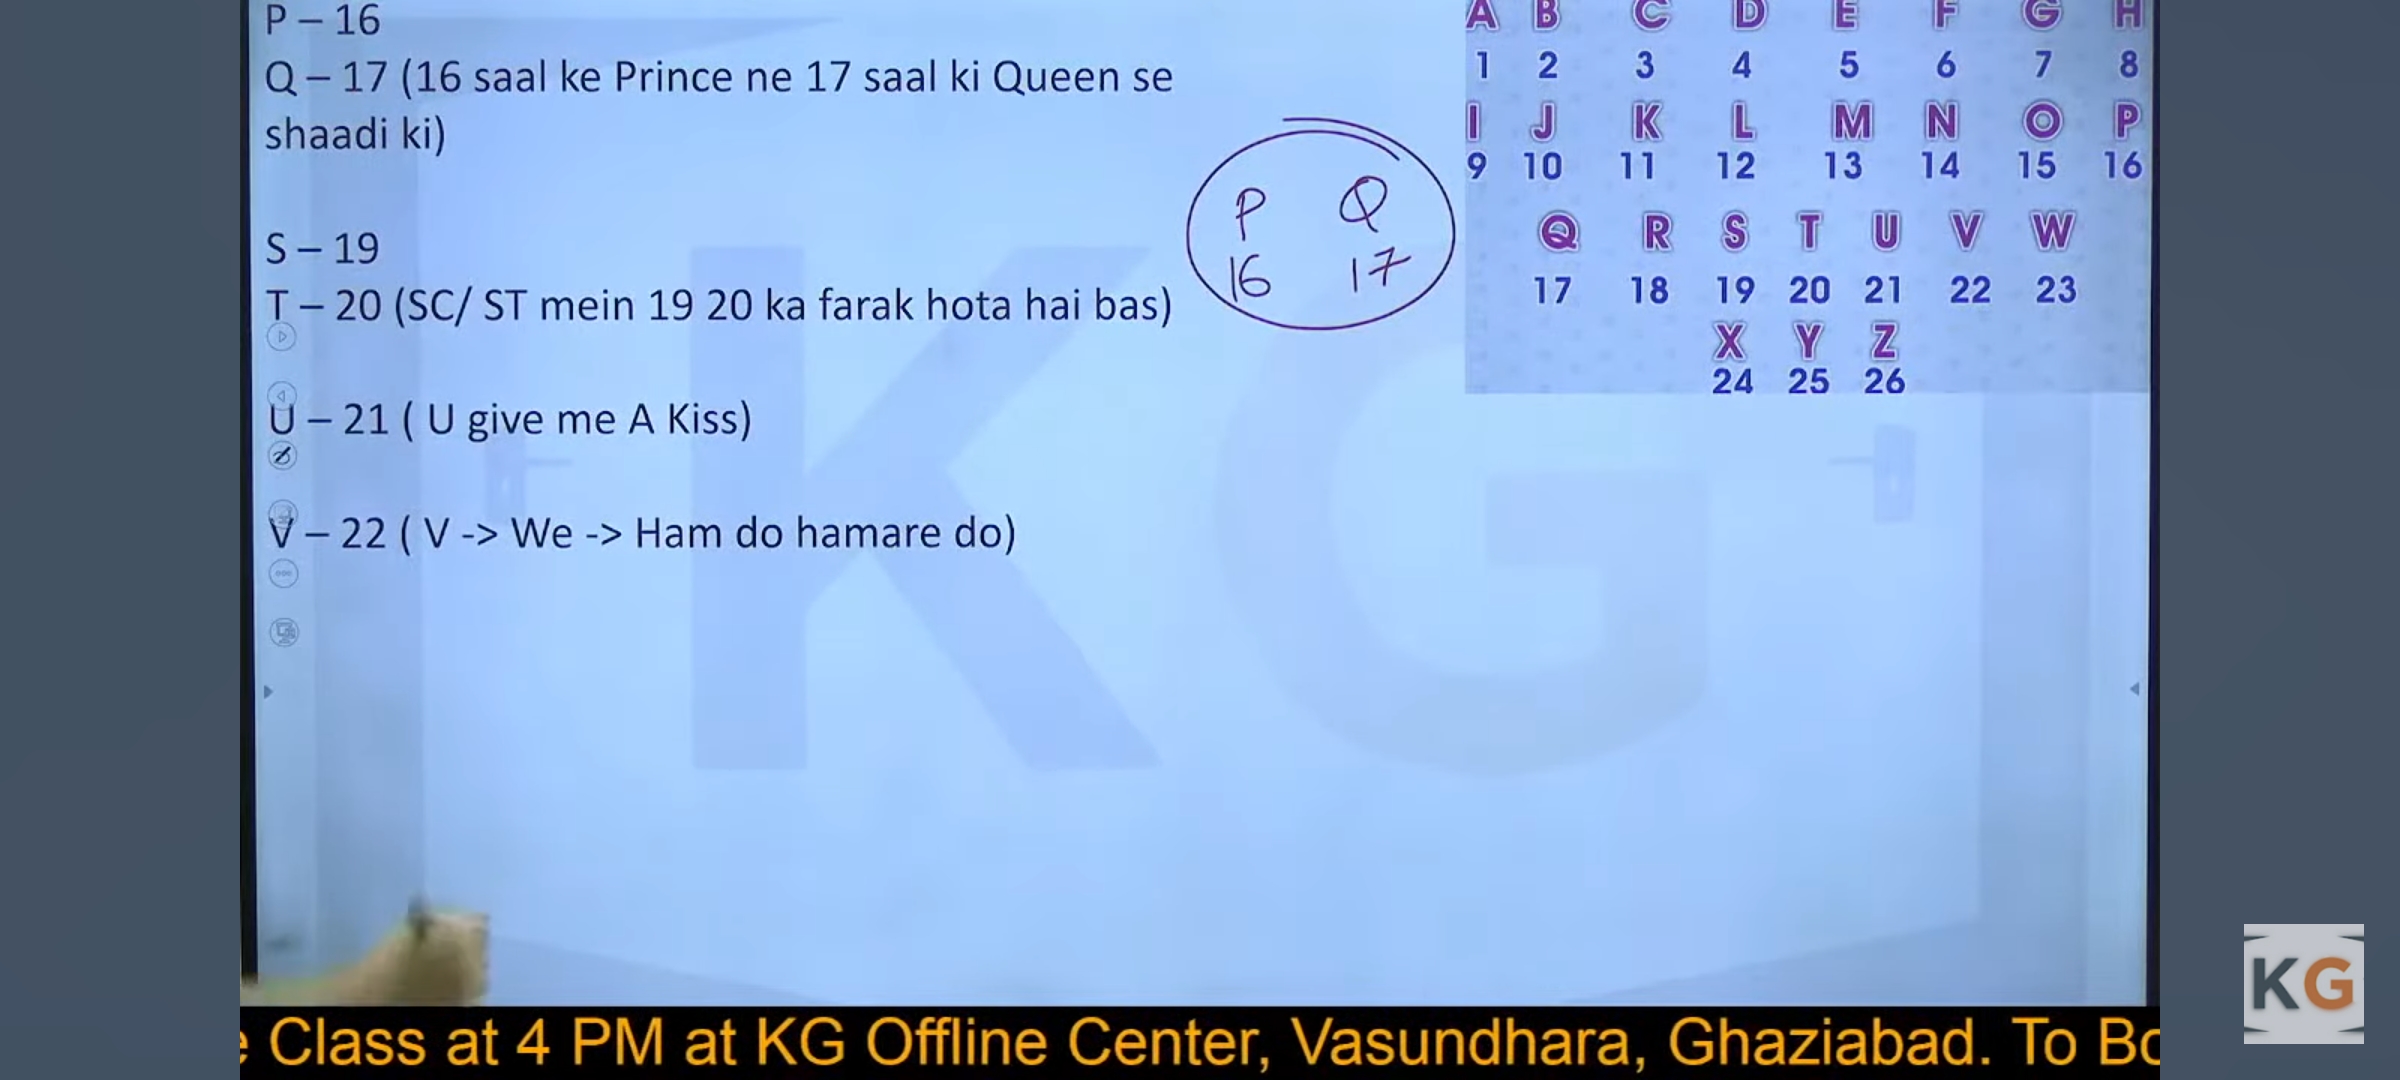 P – 16
Q – 17 (16 saal ke Prince ne 17 saal ki Queen se
shaadi ki)
S – 19
T – 20 (SC/ ST mein 19 20 ka farak hota hai bas)
U – 21 ( U give me A Kiss)
V – 22 ( V -> We -> Ham do hamare do)
P Q
16 17
A B C D E F G H
1 2 3 4 5 6 7 8
I J K L M N O P
9 10 11 12 13 14 15 16
Q R S T U V W
17 18 19 20 21 22 23
X Y Z
24 25 26
KG
Class at 4 PM at KG Offline Center, Vasundhara, Ghaziabad. To
KG